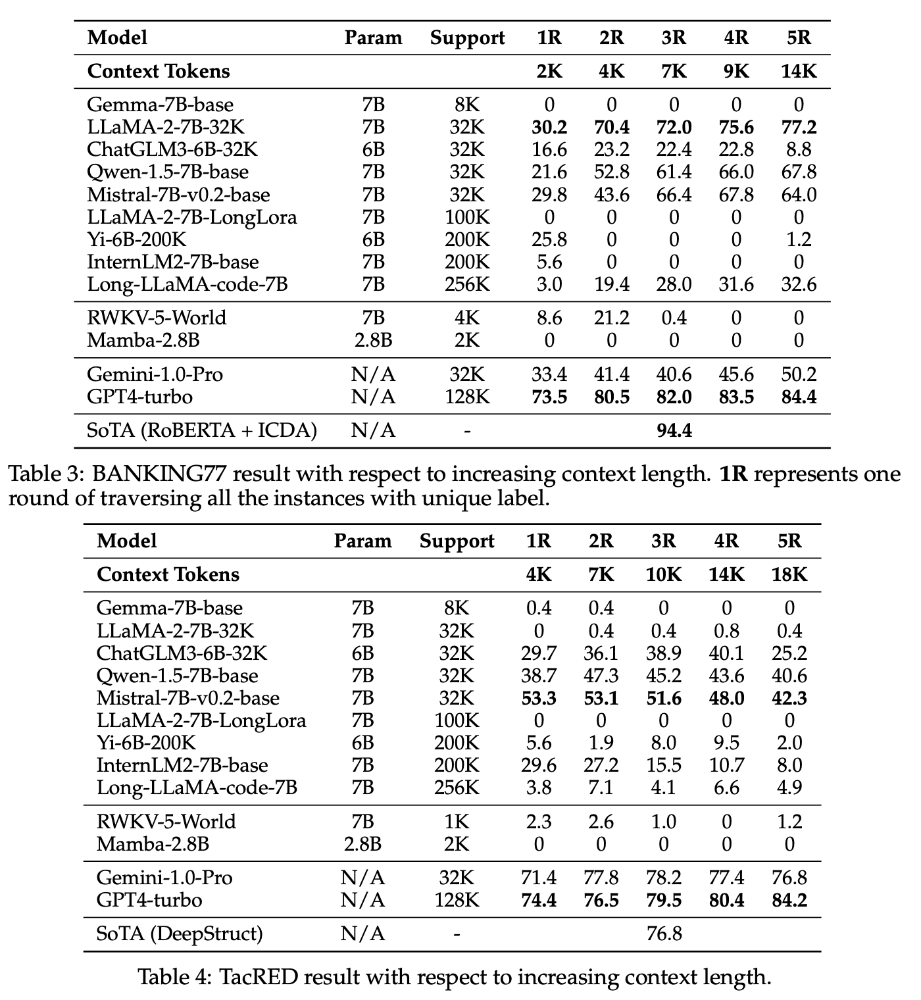 Model Param Support 1R 2R 3R 4R 5R
Context Tokens 2K 4K 7K 9K 14K
Gemma-7B-base 7B 8K 0 0 0 0 0
LLaMA-2-7B-32K 7B 32K 30.2 70.4 72.0 75.6 77.2
ChatGLM3-6B-32K 6B 32K 16.6 23.2 22.4 22.8 8.8
Qwen-1.5-7B-base 7B 32K 21.6 52.8 61.4 66.0 67.8
Mistral-7B-v0.2-base 7B 32K 29.8 43.6 66.4 67.8 64.0
LLaMA-2-7B-LongLora 7B 100K 0 0 0 0 0
Yi-6B-200K 6B 200K 25.8 0 0 0 1.2
InternLM2-7B-base 7B 200K 5.6 0 0 0 0
Long-LLaMA-code-7B 7B 256K 3.0 19.4 28.0 31.6 32.6
RWKV-5-World 7B 4K 8.6 21.2 0.4 0 0
Mamba-2.8B 2.8B 2K 0 0 0 0 0
Gemini-1.0-Pro N/A 32K 33.4 41.4 40.6 45.6 50.2
GPT4-turbo N/A 128K 73.5 80.5 82.0 83.5 84.4
SoTA (RoBERTA + ICDA) N/A - 94.4
Table 3: BANKING77 result with respect to increasing context length. 1R represents one
round of traversing all the instances with unique label.
Model Param Support 1R 2R 3R 4R 5R
Context Tokens 4K 7K 10K 14K 18K
Gemma-7B-base 7B 8K 0.4 0.4 0 0 0
LLaMA-2-7B-32K 7B 32K 0 0.4 0.4 0.8 0.4
ChatGLM3-6B-32K 6B 32K 29.7 36.1 38.9 40.1 25.2
Qwen-1.5-7B-base 7B 32K 38.7 47.3 45.2 43.6 40.6
Mistral-7B-v0.2-base 7B 32K 53.3 53.1 51.6 48.0 42.3
LLaMA-2-7B-LongLora 7B 100K 0 0 0 0 0
Yi-6B-200K 6B 200K 5.6 1.9 8.0 9.5 2.0
InternLM2-7B-base 7B 200K 29.6 27.2 15.5 10.7 8.0
Long-LLaMA-code-7B 7B 256K 3.8 7.1 4.1 6.6 4.9
RWKV-5-World 7B 1K 2.3 2.6 1.0 0 1.2
Mamba-2.8B 2.8B 2K 0 0 0 0 0
Gemini-1.0-Pro N/A 32K 71.4 77.8 78.2 77.4 76.8
GPT4-turbo N/A 128K 74.4 76.5 79.5 80.4 84.2
SoTA (DeepStruct) N/A - 76.8
Table 4: TacRED result with respect to increasing context length.